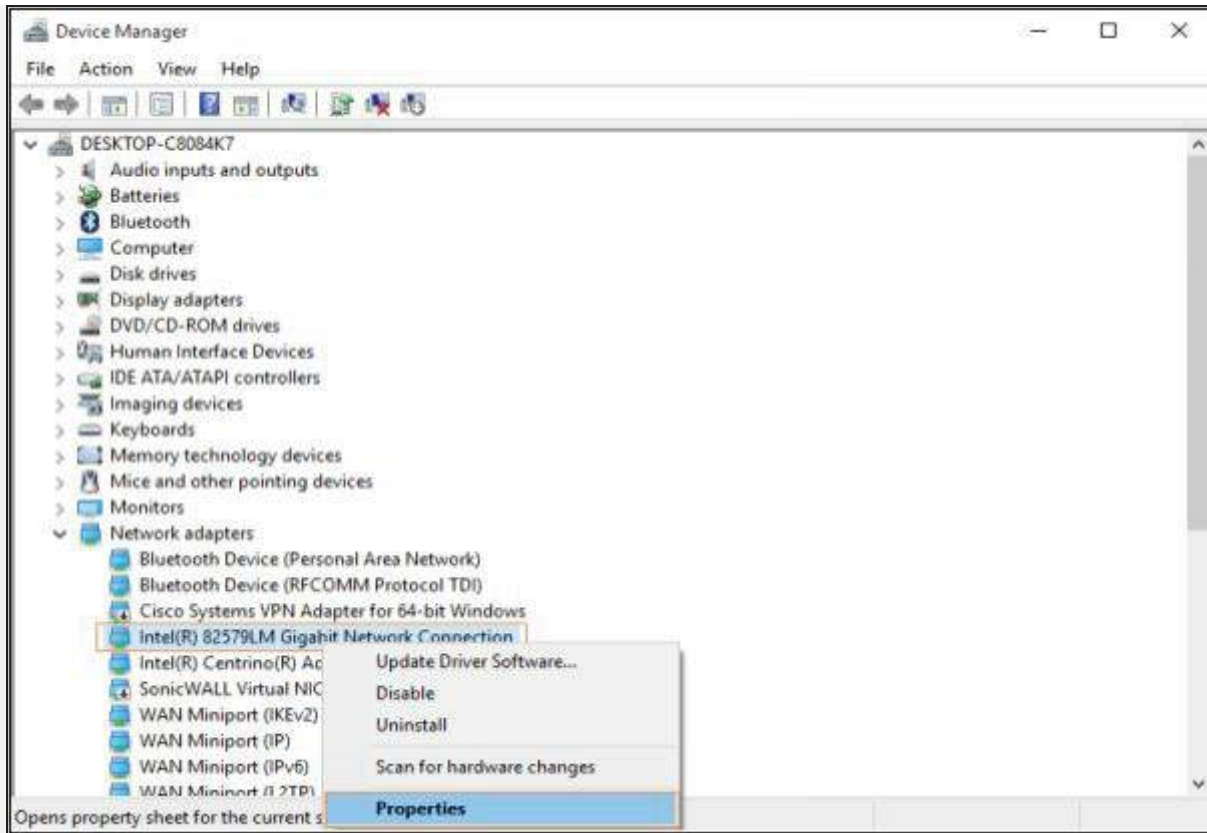 Device Manager
File Action View Help
DESKTOP-C8084K7
Audio inputs and outputs
Batteries
Bluetooth
Computer
Disk drives
Display adapters
DVD/CD-ROM drives
Human Interface Devices
IDE ATA/ATAPI controllers
Imaging devices
Keyboards
Memory technology devices
Mice and other pointing devices
Monitors
Network adapters
Bluetooth Device (Personal Area Network)
Bluetooth Device (RFCOMM Protocol TDI)
Cisco Systems VPN Adapter for 64-bit Windows
Intel(R) 82579LM Gigabit Network Connection
Intel(R) Centrino(R) Ad
SonicWALL Virtual NIC
WAN Miniport (IKEv2)
WAN Miniport (IP)
WAN Miniport (IPv6)
WAN Miniport (L2TP)
Update Driver Software...
Disable
Uninstall
Scan for hardware changes
Properties
Opens property sheet for the current s